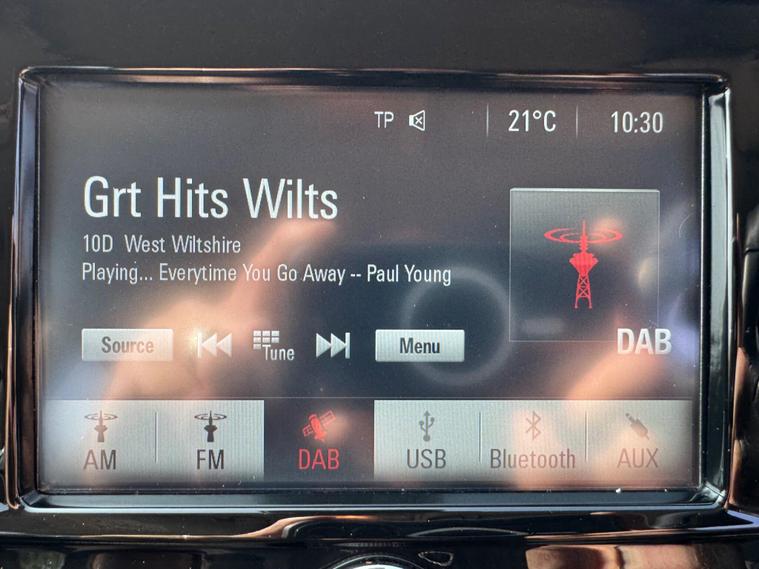 TP 21°C 10:30
Grt Hits Wilts
10D West Wiltshire
Playing... Everytime You Go Away -- Paul Young
Source Tune Menu
DAB
AM FM DAB USB Bluetooth AUX